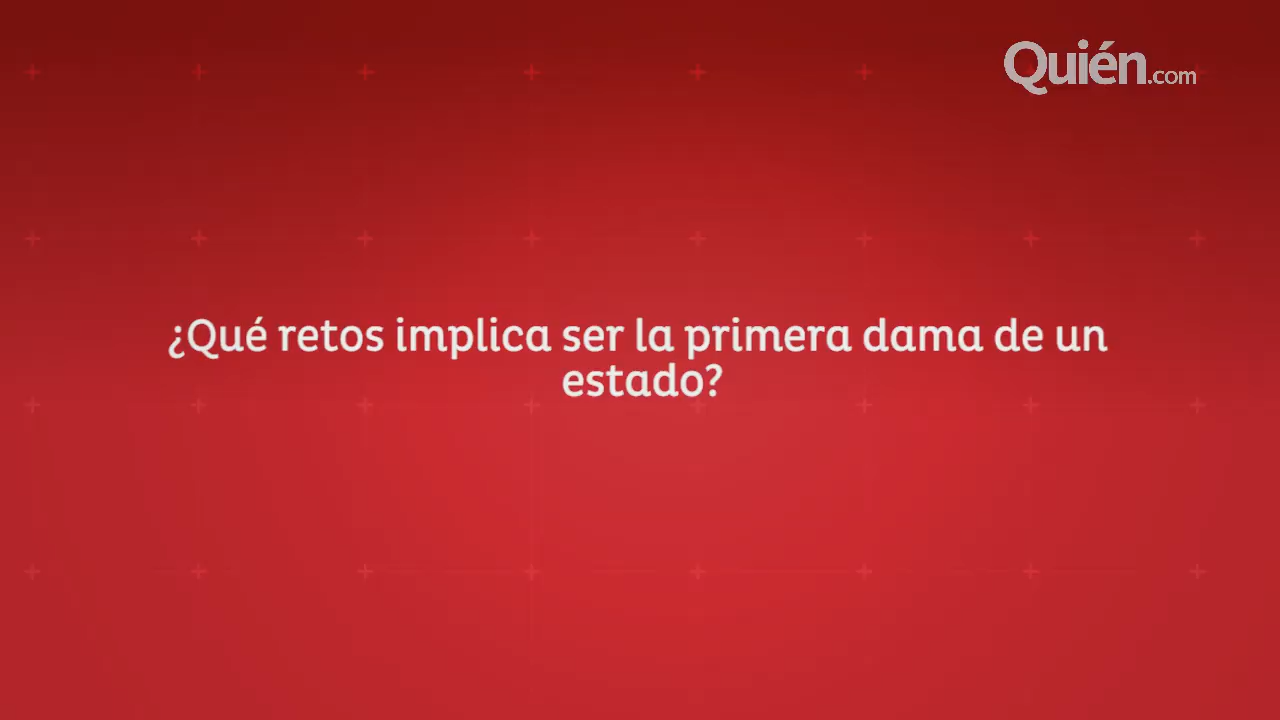 Quién.com
¿Qué retos implica ser la primera dama de un
estado?